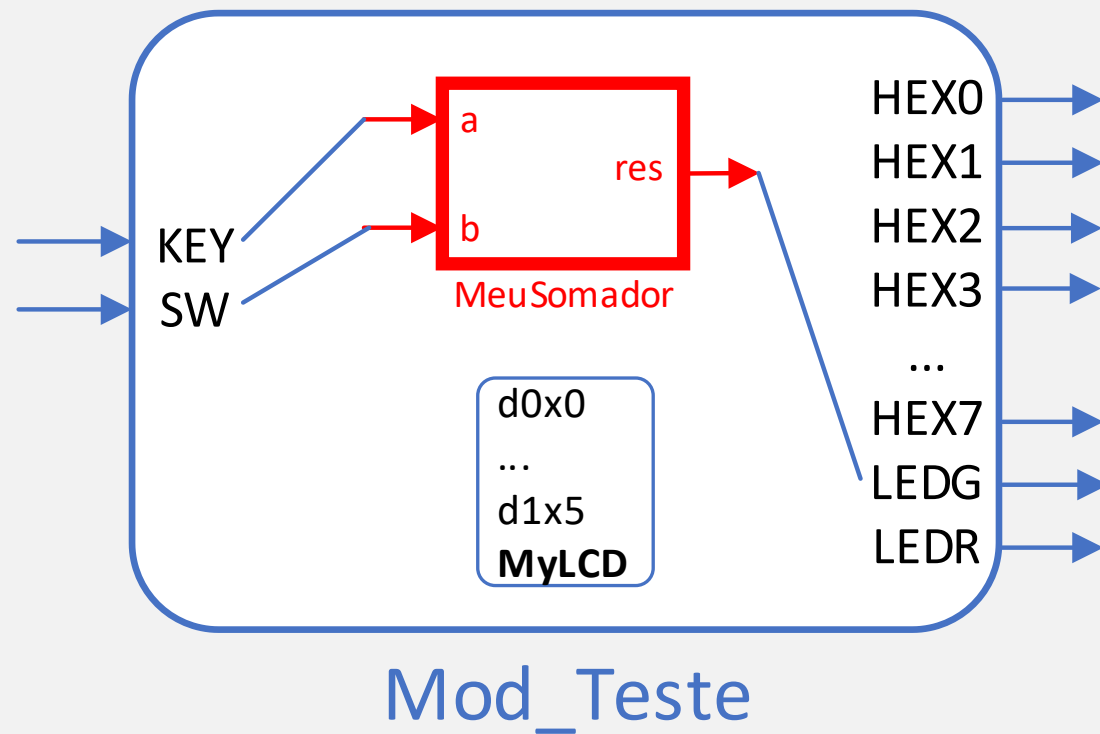 KEY
SW
a
b
res
MeuSomador
d0x0
...
d1x5
MyLCD
HEX0
HEX1
HEX2
HEX3
...
HEX7
LEDG
LEDR
Mod_Teste